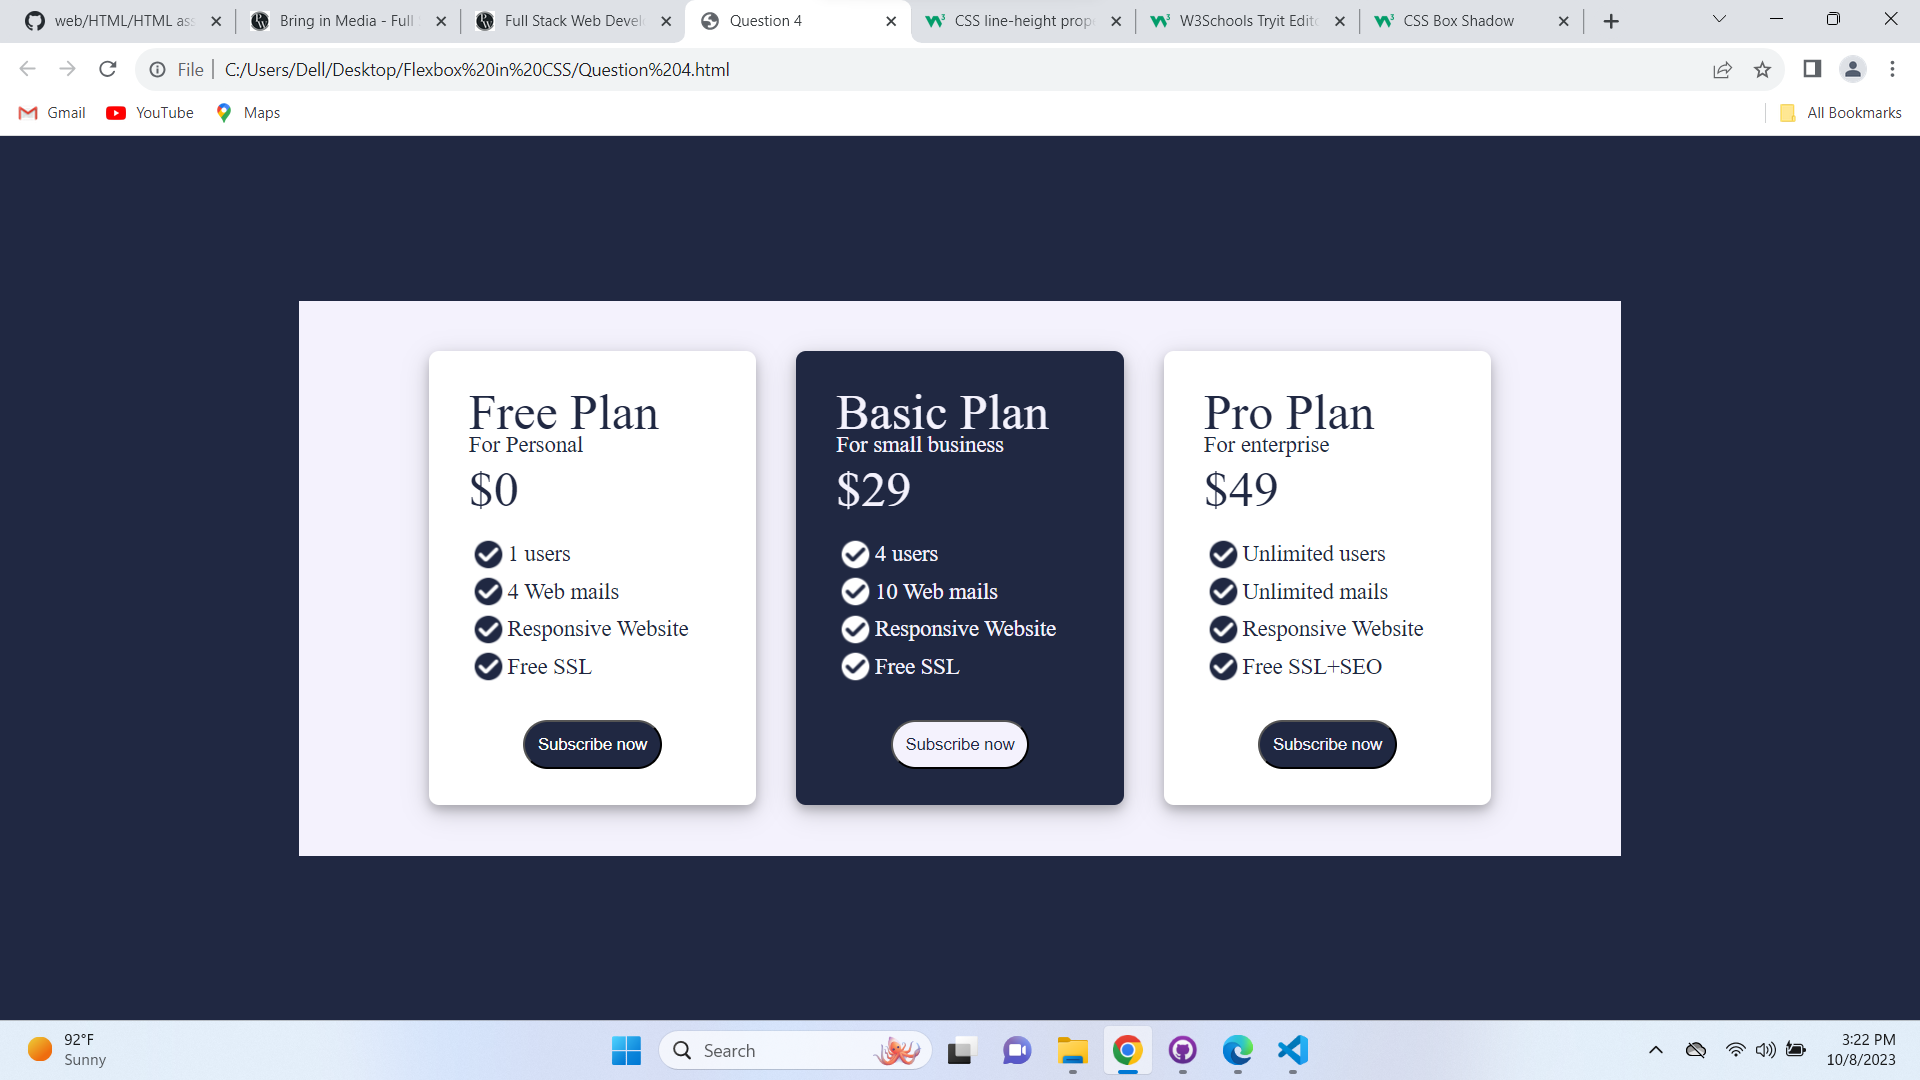 web/HTML/HTML ass
Bring in Media - Full
Full Stack Web Devel
Question 4
CSS line-height prope
W3Schools Tryit Edito
CSS Box Shadow
File
C:/Users/Dell/Desktop/Flexbox%20in%20CSS/Question%204.html
Gmail
YouTube
Maps
All Bookmarks
Free Plan
For Personal
$0
1 users
4 Web mails
Responsive Website
Free SSL
Subscribe now
Basic Plan
For small business
$29
4 users
10 Web mails
Responsive Website
Free SSL
Subscribe now
Pro Plan
For enterprise
$49
Unlimited users
Unlimited mails
Responsive Website
Free SSL+SEO
Subscribe now
92°F
Sunny
Search
3:22 PM
10/8/2023